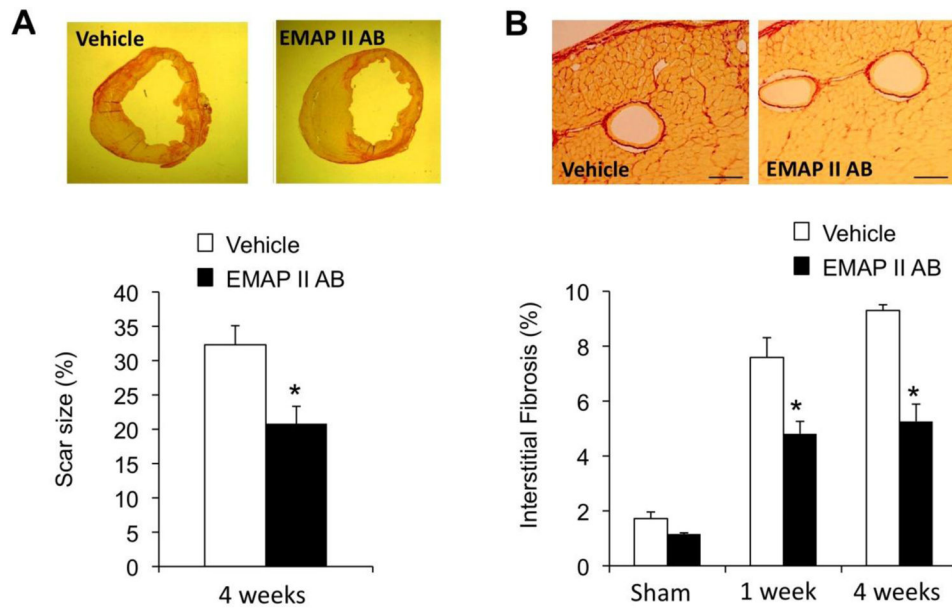 A
Vehicle
EMAP II AB
Vehicle
EMAP II AB
Scar size (%)
40
35
30
25
20
15
10
5
0
*
4 weeks
B
Vehicle
EMAP II AB
Vehicle
EMAP II AB
Interstitial Fibrosis (%)
10
8
6
4
2
0
*
*
Sham
1 week
4 weeks